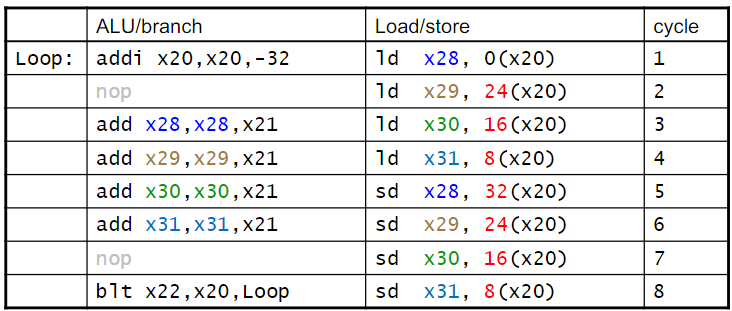 ALU/branch Load/store cycle
Loop: addi x20,x20,-32 ld x28, 0(x20) 1
nop ld x29, 24(x20) 2
add x28,x28,x21 ld x30, 16(x20) 3
add x29,x29,x21 ld x31, 8(x20) 4
add x30,x30,x21 sd x28, 32(x20) 5
add x31,x31,x21 sd x29, 24(x20) 6
nop sd x30, 16(x20) 7
blt x22,x20,Loop sd x31, 8(x20) 8